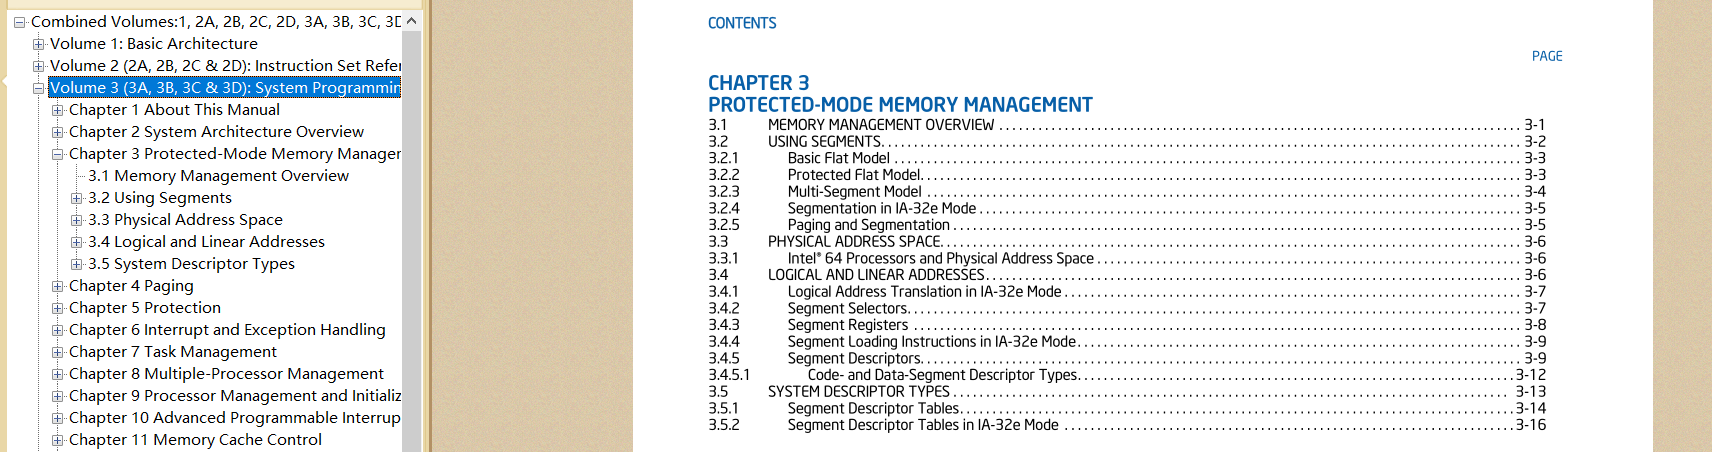 Combined Volumes:1, 2A, 2B, 2C, 2D, 3A, 3B, 3C, 3D
Volume 1: Basic Architecture
Volume 2 (2A, 2B, 2C & 2D): Instruction Set Refer
Volume 3 (3A, 3B, 3C & 3D): System Programmin
Chapter 1 About This Manual
Chapter 2 System Architecture Overview
Chapter 3 Protected-Mode Memory Manager
3.1 Memory Management Overview
3.2 Using Segments
3.3 Physical Address Space
3.4 Logical and Linear Addresses
3.5 System Descriptor Types
Chapter 4 Paging
Chapter 5 Protection
Chapter 6 Interrupt and Exception Handling
Chapter 7 Task Management
Chapter 8 Multiple-Processor Management
Chapter 9 Processor Management and Initializ
Chapter 10 Advanced Programmable Interrup
Chapter 11 Memory Cache Control
CONTENTS
PAGE
CHAPTER 3
PROTECTED-MODE MEMORY MANAGEMENT
3.1 MEMORY MANAGEMENT OVERVIEW 3-1
3.2 USING SEGMENTS 3-2
3.2.1 Basic Flat Model 3-3
3.2.2 Protected Flat Model 3-3
3.2.3 Multi-Segment Model 3-4
3.2.4 Segmentation in IA-32e Mode 3-5
3.2.5 Paging and Segmentation 3-5
3.3 PHYSICAL ADDRESS SPACE 3-6
3.3.1 Intel® 64 Processors and Physical Address Space 3-6
3.4 LOGICAL AND LINEAR ADDRESSES 3-6
3.4.1 Logical Address Translation in IA-32e Mode 3-7
3.4.2 Segment Selectors 3-7
3.4.3 Segment Registers 3-8
3.4.4 Segment Loading Instructions in IA-32e Mode 3-9
3.4.5 Segment Descriptors 3-9
3.4.5.1 Code- and Data-Segment Descriptor Types 3-12
3.5 SYSTEM DESCRIPTOR TYPES 3-13
3.5.1 Segment Descriptor Tables 3-14
3.5.2 Segment Descriptor Tables in IA-32e Mode 3-16